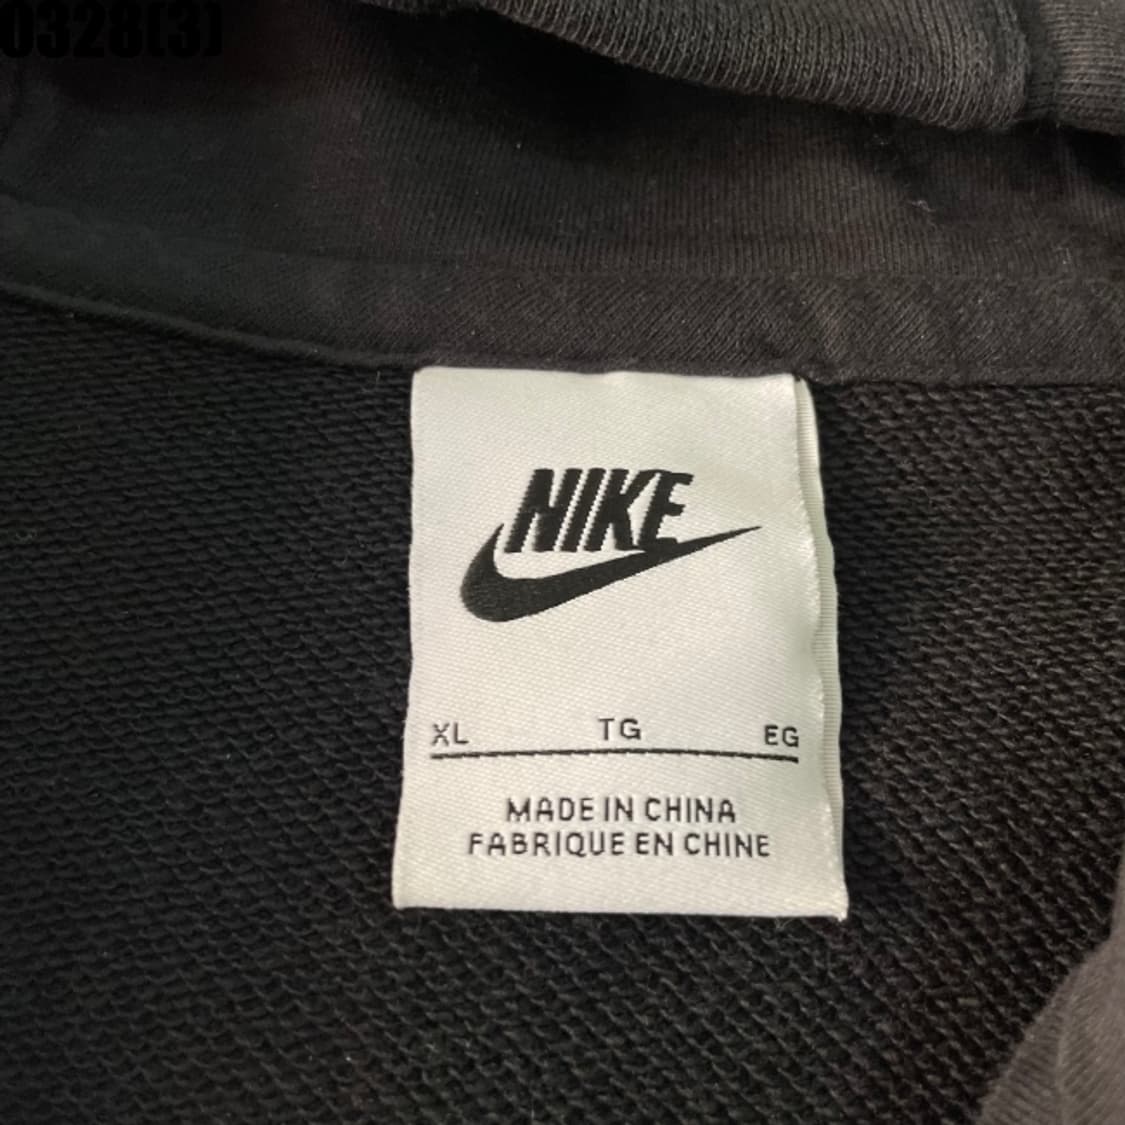 0328(3)
NIKE
XL TG EG
MADE IN CHINA
FABRIQUE EN CHINE